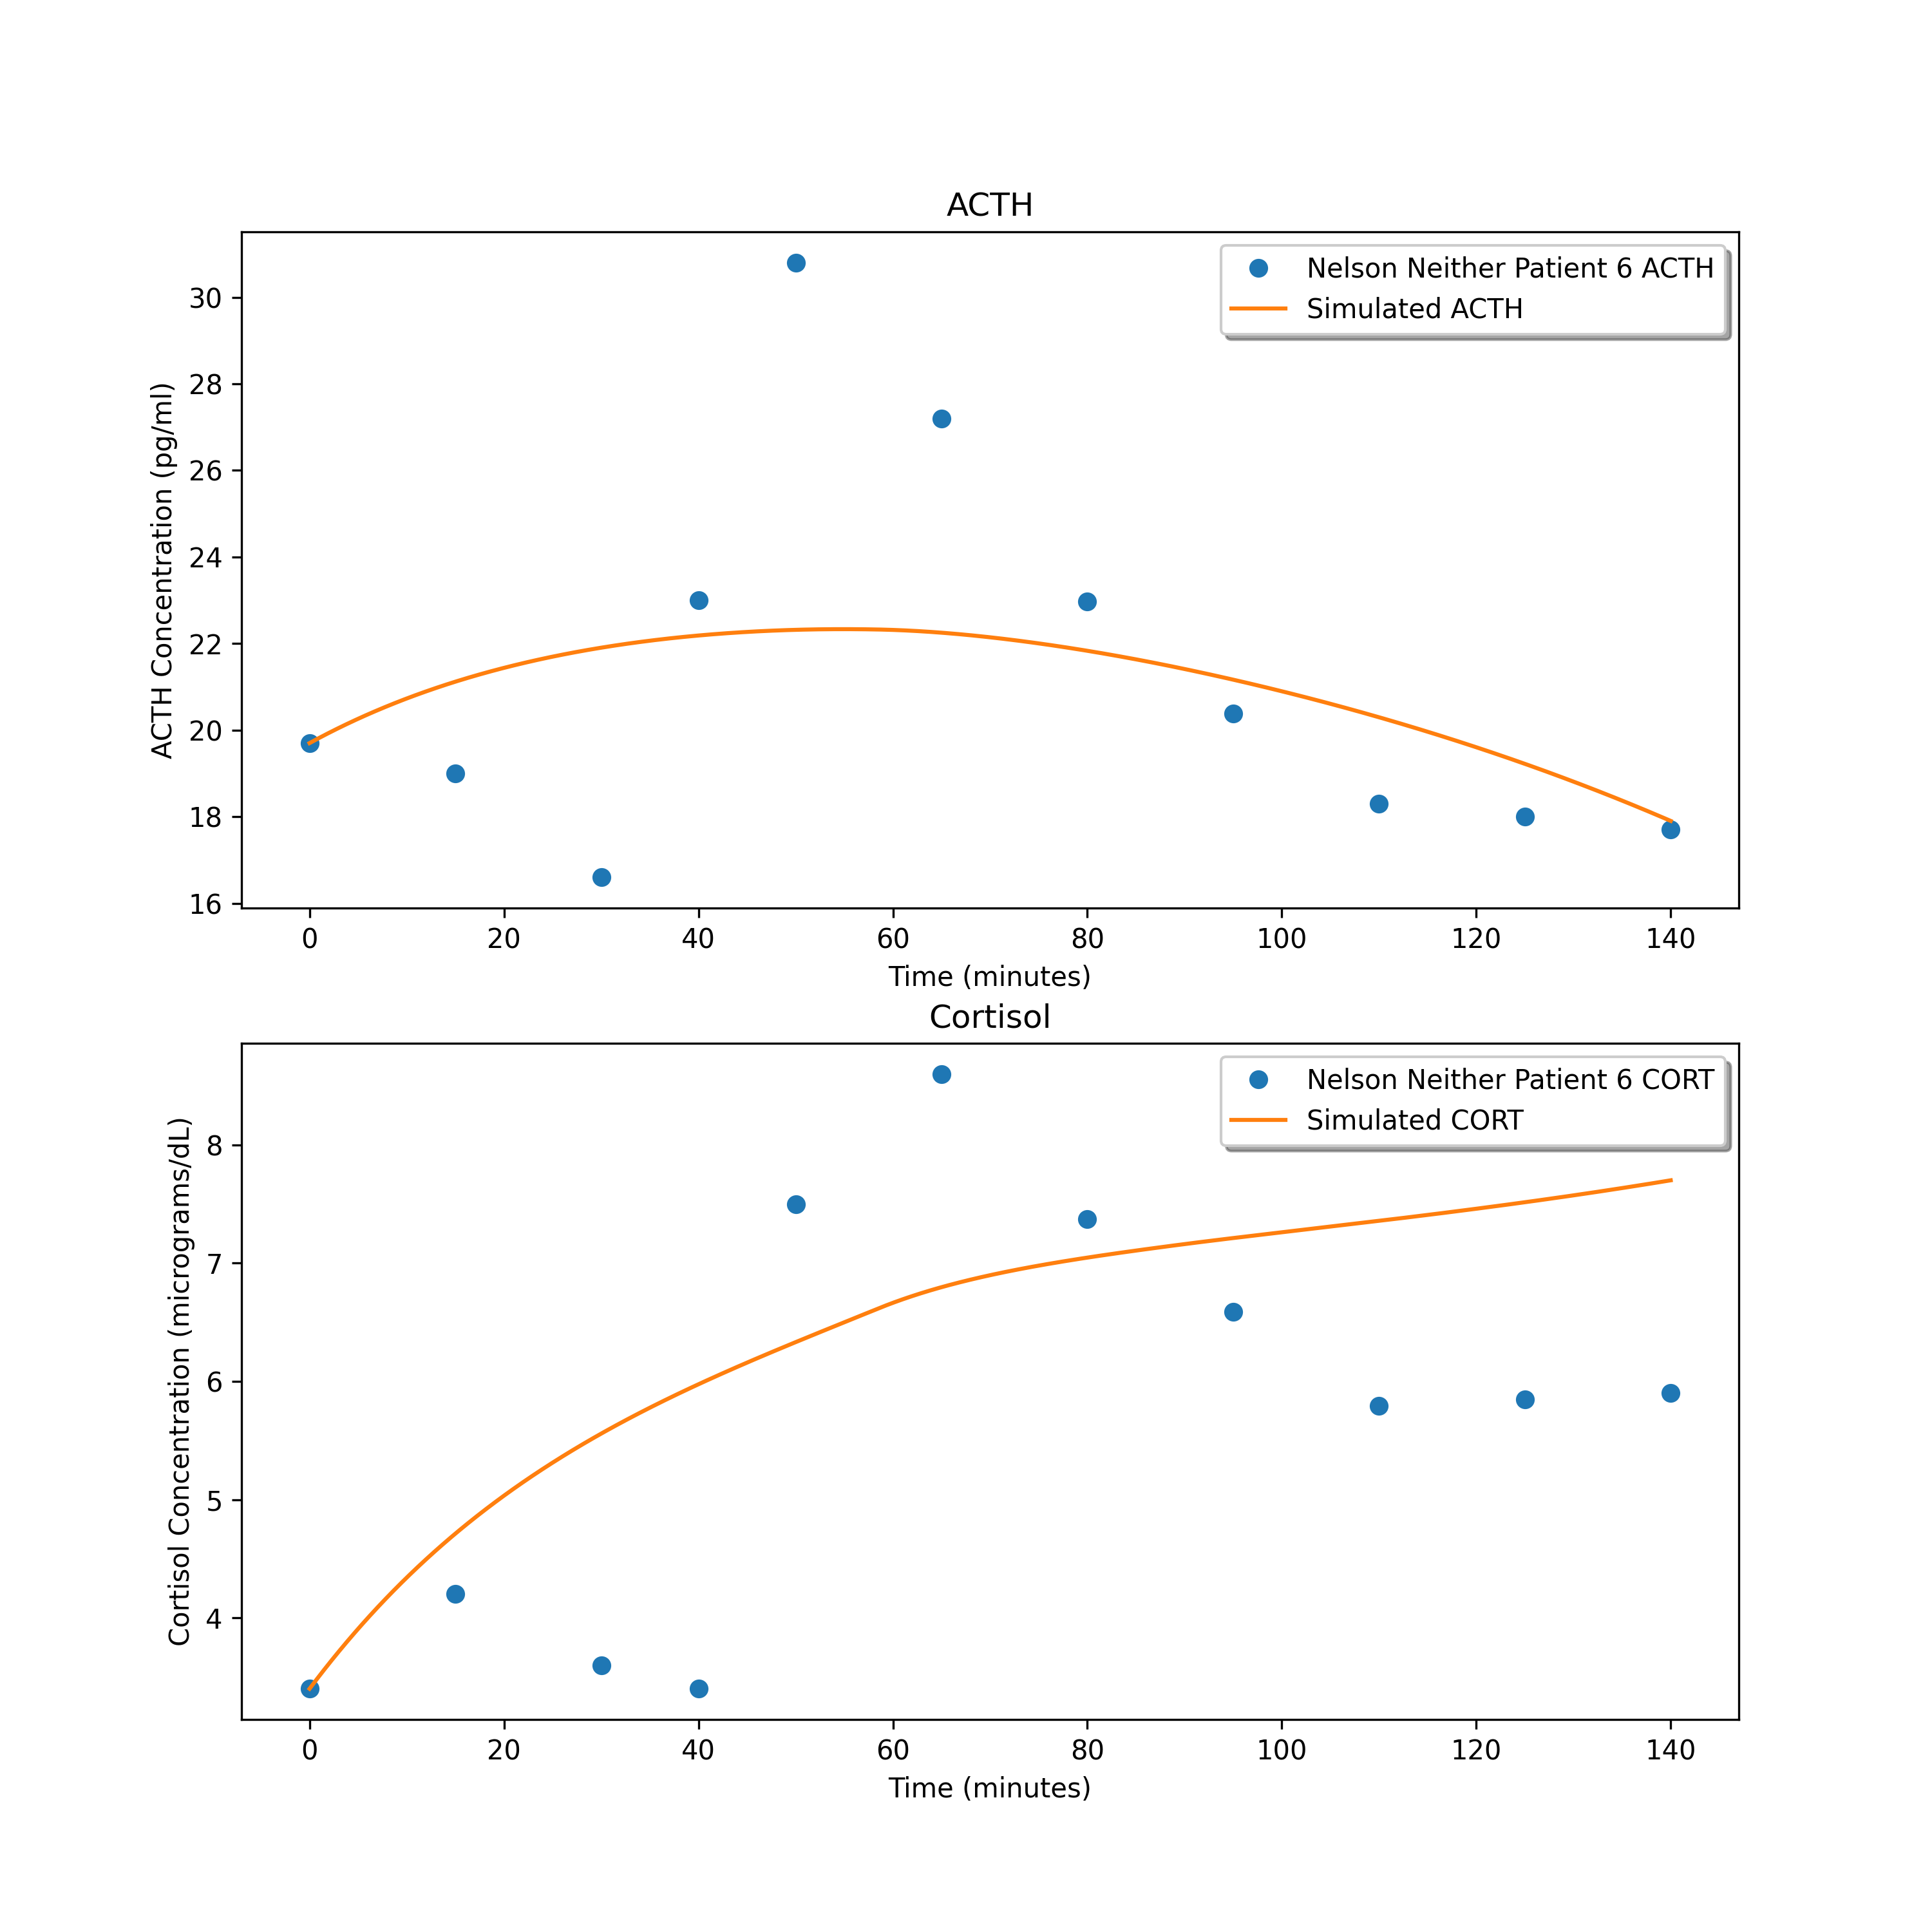 ACTH
Nelson Neither Patient 6 ACTH
Simulated ACTH
ACTH Concentration (pg/ml)
30
28
26
24
22
20
18
16
0 20 40 60 80 100 120 140
Time (minutes)
Cortisol
Nelson Neither Patient 6 CORT
Simulated CORT
Cortisol Concentration (micrograms/dL)
8
7
6
5
4
0 20 40 60 80 100 120 140
Time (minutes)